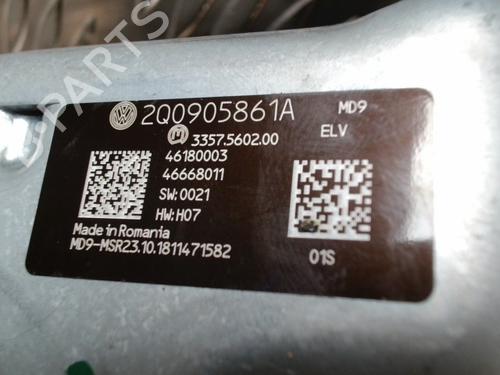 B-PARTS
2Q0905861A
MD9
3357.5602.00
ELV
46180003
46668011
SW:0021
HW:H07
Made in Romania
MD9-MSR23.10.1811471582
01S